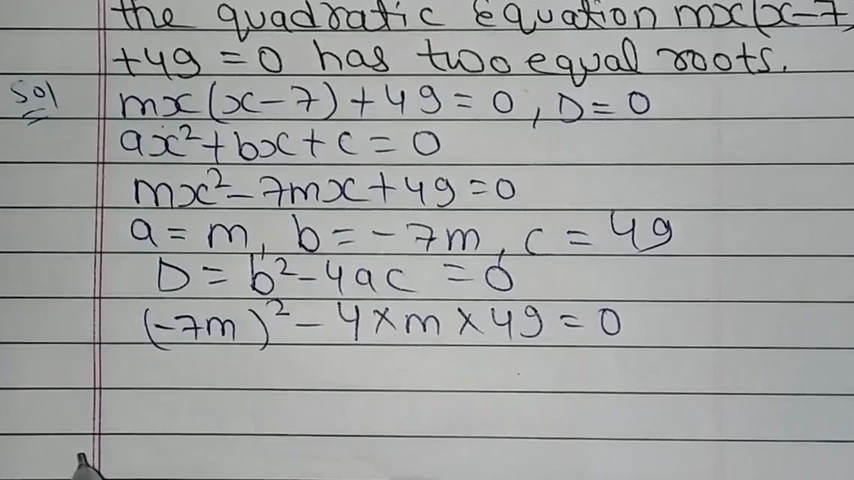 the quadratic equation mx(x-7)
+49 = 0 has two equal roots.
Sol
mx(x-7) + 49 = 0, D = 0
ax²+bx+c = 0
mx²-7mx+49=0
a = m, b = -7m, c = 49
D = b²-4ac = 0
(-7m)² - 4×m×49 = 0